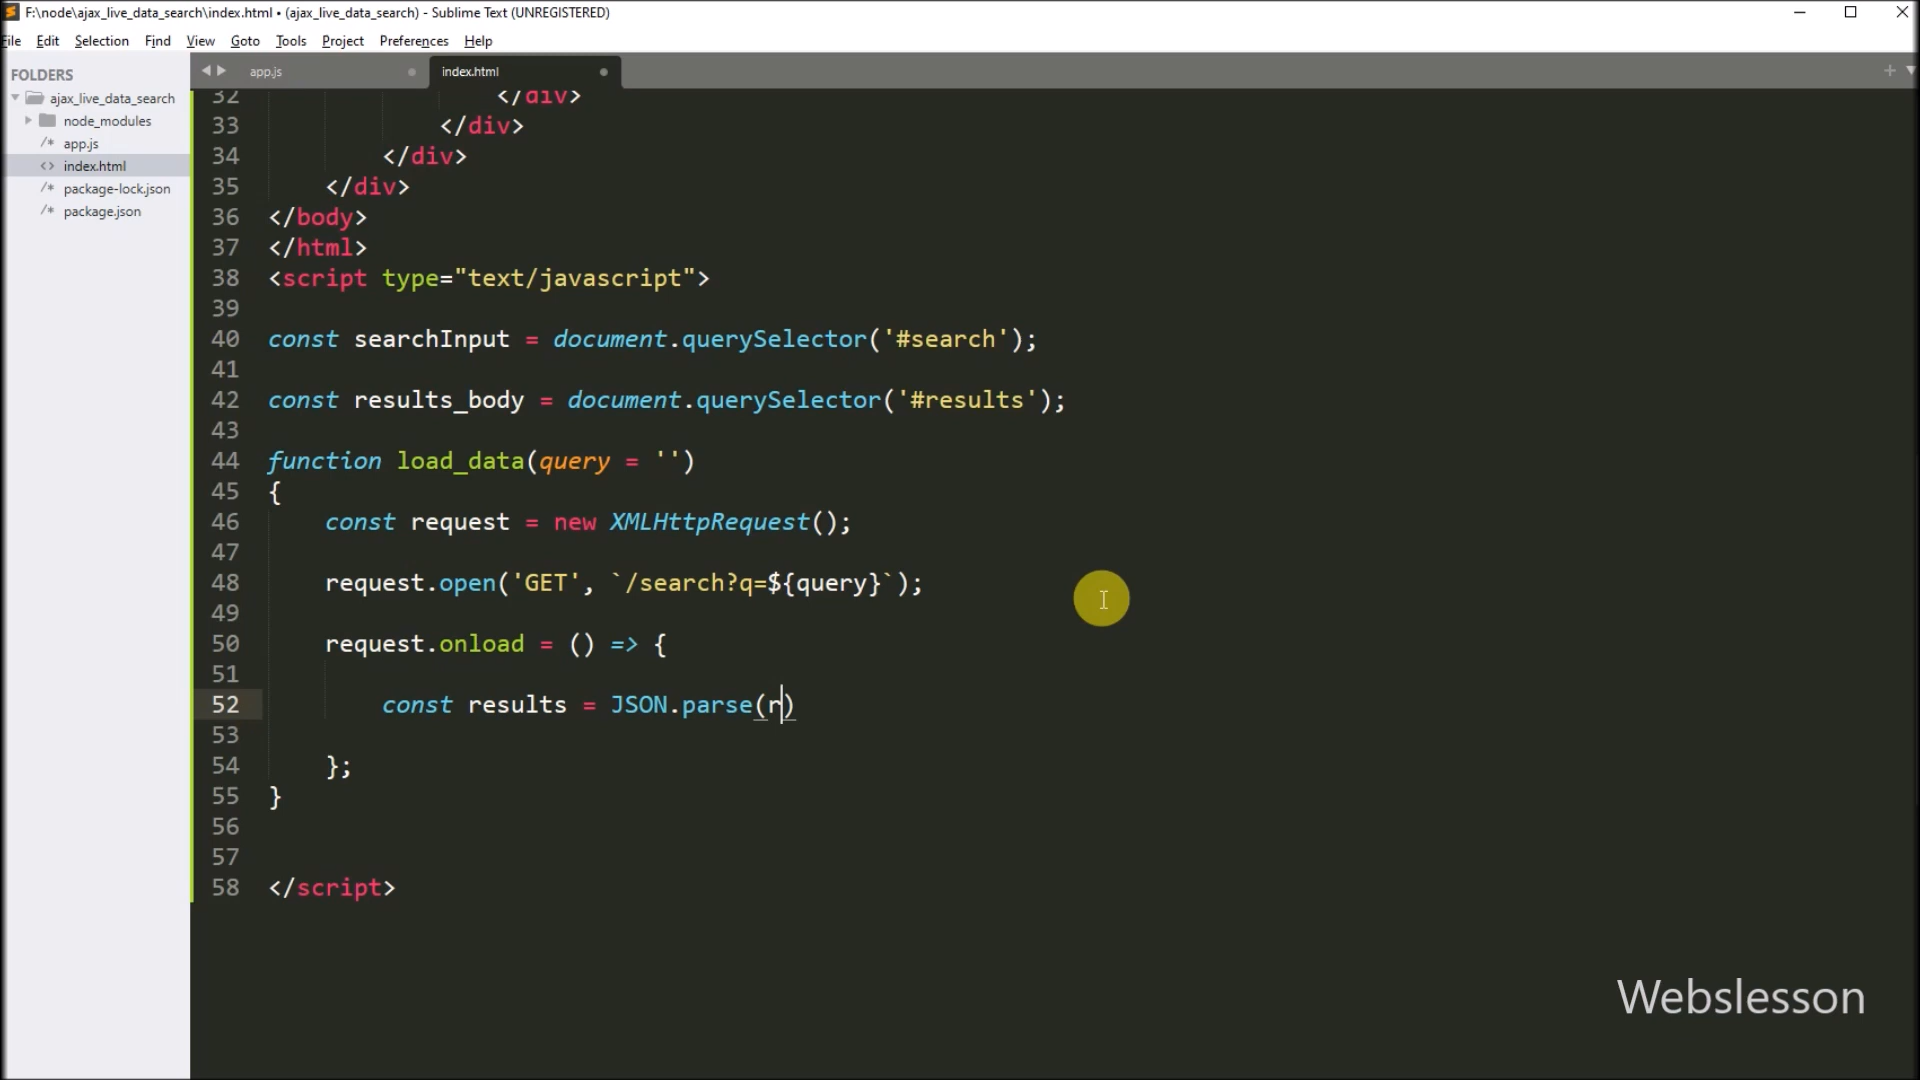 F:\node\ajax_live_data_search\index.html • (ajax_live_data_search) - Sublime Text (UNREGISTERED)
File Edit Selection Find View Goto Tools Project Preferences Help
FOLDERS
ajax_live_data_search
node_modules
/* app.js
<> index.html
/* package-lock.json
/* package.json
app.js
index.html
32 </div>
33 </div>
34 </div>
35 </div>
36 </body>
37 </html>
38 <script type="text/javascript">
39
40 const searchInput = document.querySelector('#search');
41
42 const results_body = document.querySelector('#results');
43
44 function load_data(query = '')
45 {
46 const request = new XMLHttpRequest();
47
48 request.open('GET', `/search?q=${query}`);
49
50 request.onload = () => {
51
52 const results = JSON.parse(r)
53
54 };
55 }
56
57
58 </script>
Webslesson